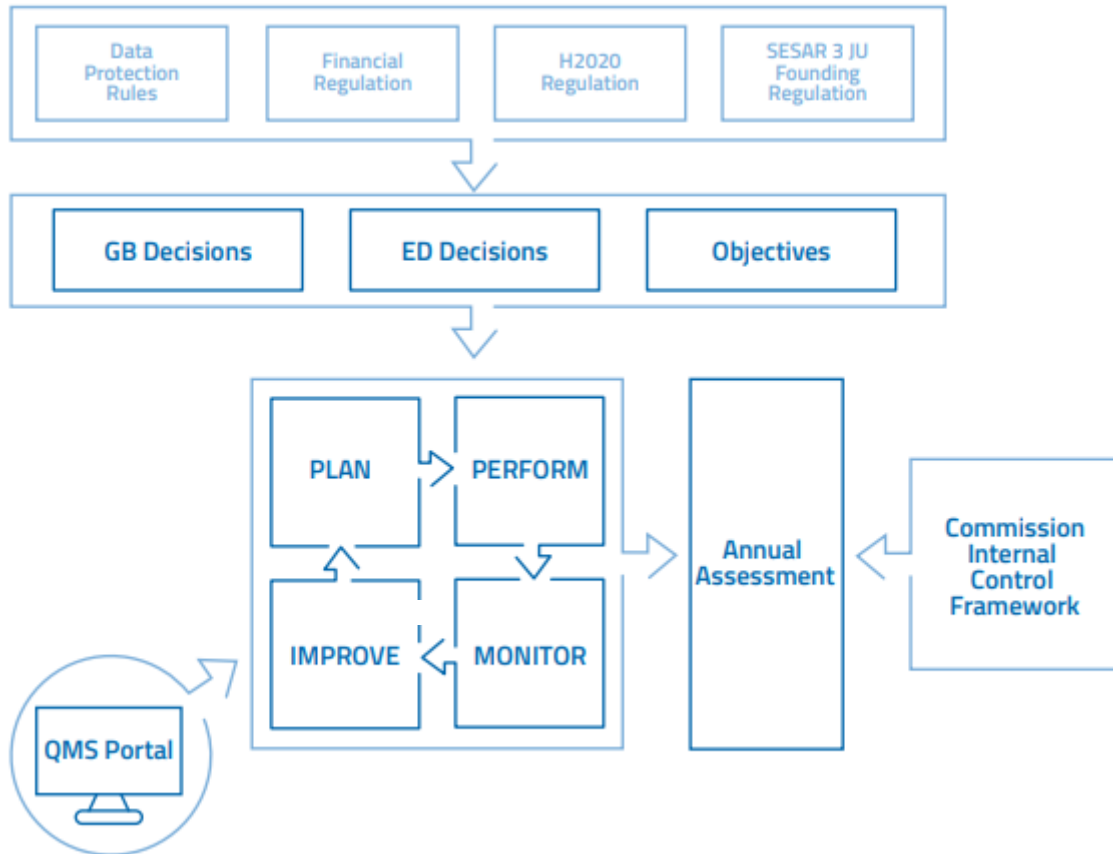 Data
Protection
Rules
Financial
Regulation
H2020
Regulation
SESAR 3 JU
Founding
Regulation
GB Decisions
ED Decisions
Objectives
PLAN
PERFORM
IMPROVE
MONITOR
Annual
Assessment
Commission
Internal
Control
Framework
QMS Portal